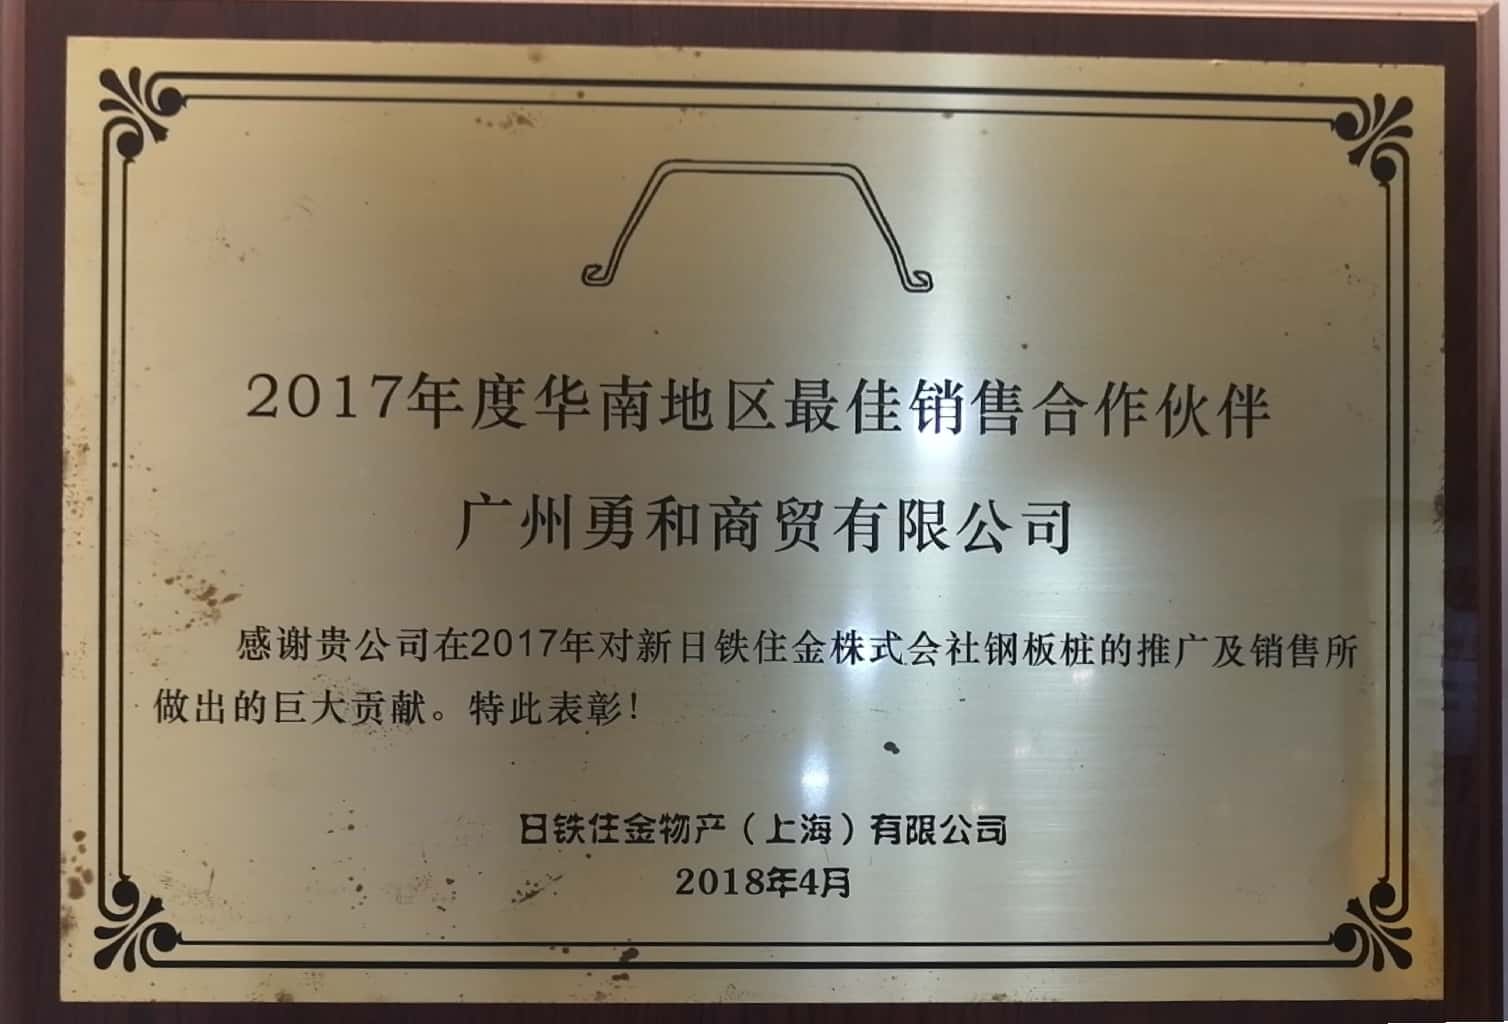 2017年度华南地区最佳销售合作伙伴
广州勇和商贸有限公司
感谢贵公司在2017年对新日铁住金株式会社钢板桩的推广及销售所
做出的巨大贡献。特此表彰!
日铁住金物产（上海）有限公司
2018年4月